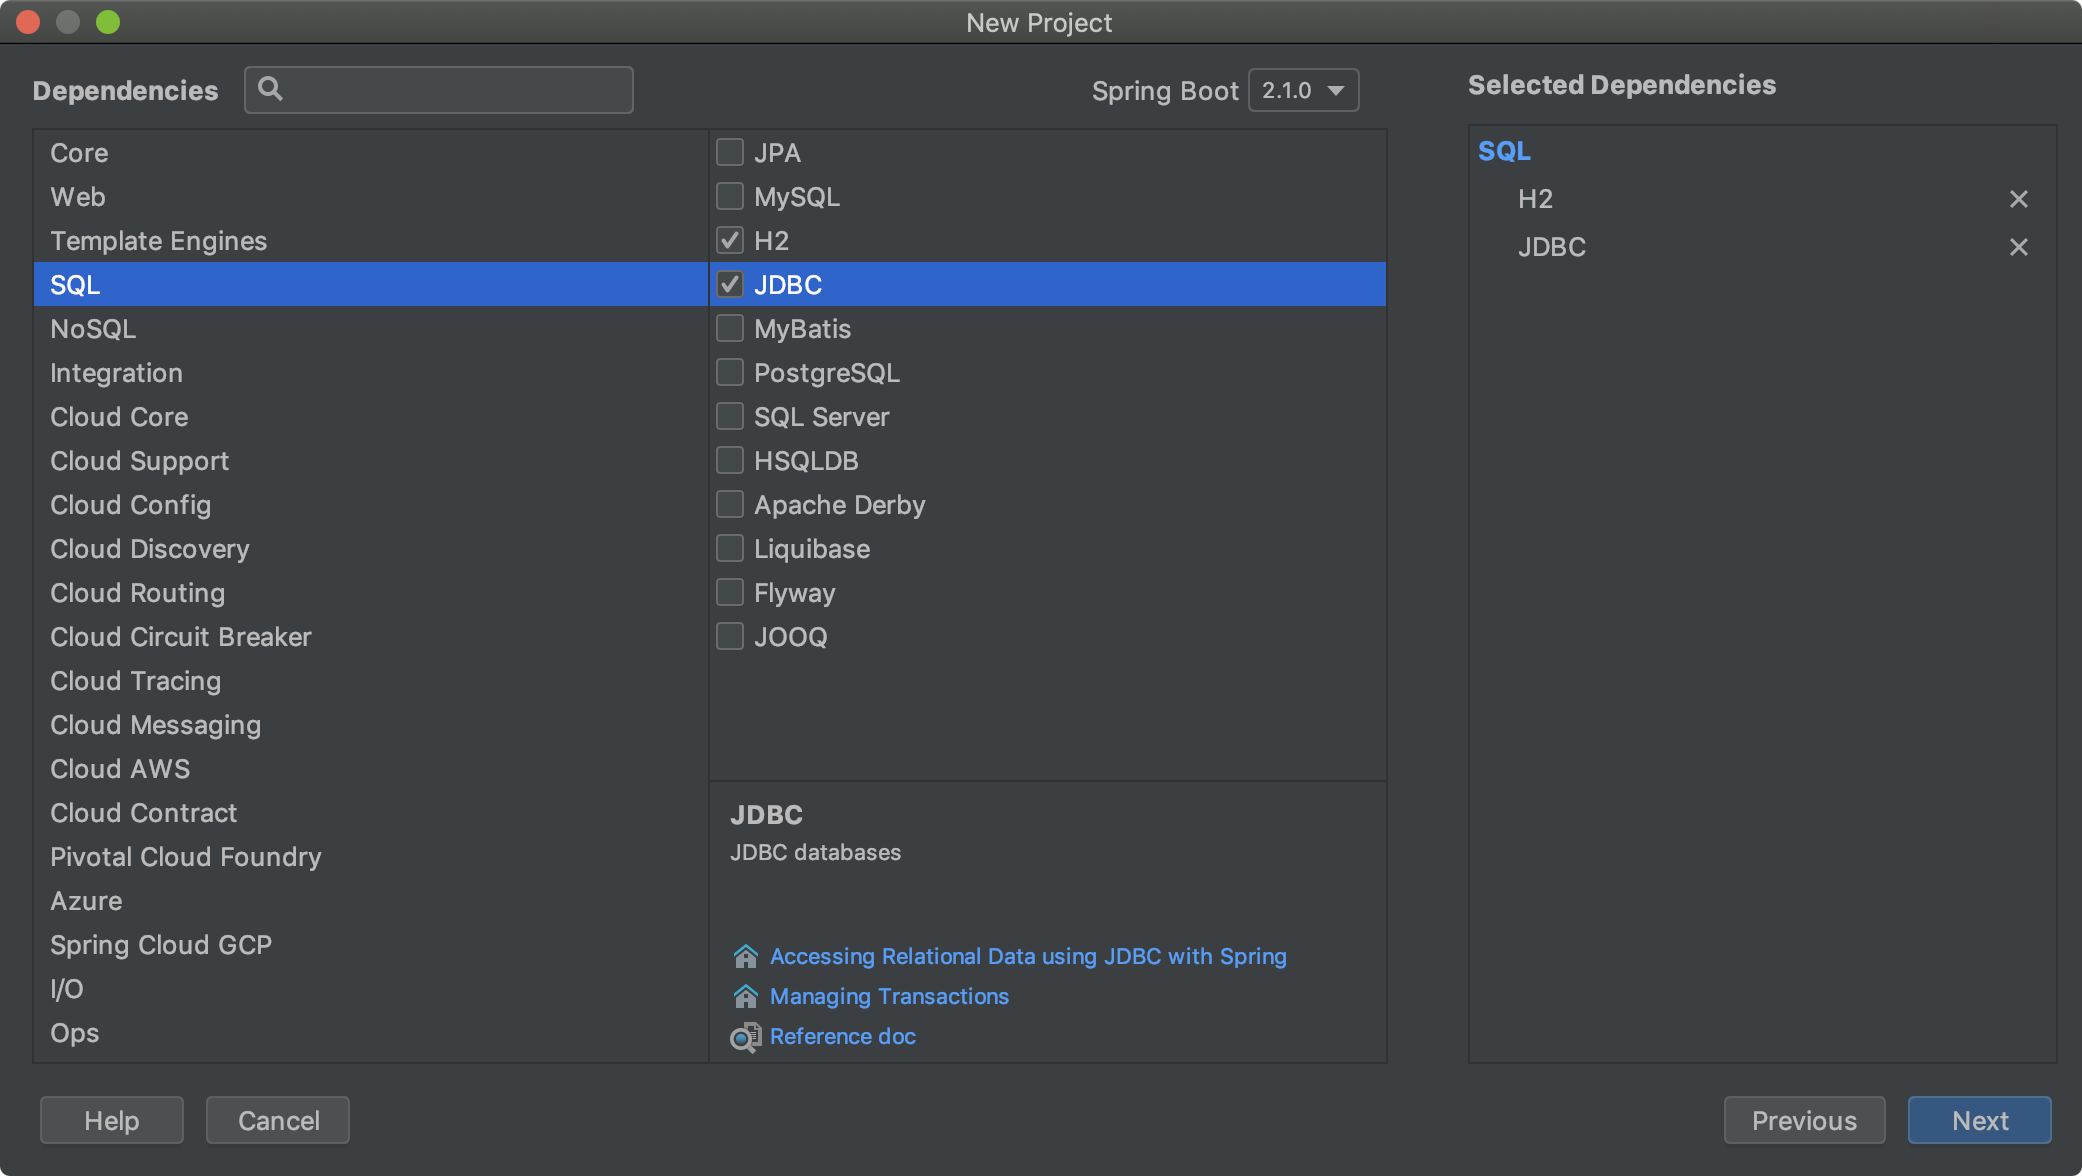 New Project
Dependencies
Spring Boot 2.1.0
Selected Dependencies
Core
Web
Template Engines
SQL
NoSQL
Integration
Cloud Core
Cloud Support
Cloud Config
Cloud Discovery
Cloud Routing
Cloud Circuit Breaker
Cloud Tracing
Cloud Messaging
Cloud AWS
Cloud Contract
Pivotal Cloud Foundry
Azure
Spring Cloud GCP
I/O
Ops
JPA
MySQL
H2
JDBC
MyBatis
PostgreSQL
SQL Server
HSQLDB
Apache Derby
Liquibase
Flyway
JOOQ
JDBC
JDBC databases
Accessing Relational Data using JDBC with Spring
Managing Transactions
Reference doc
SQL
H2
JDBC
Help
Cancel
Previous
Next